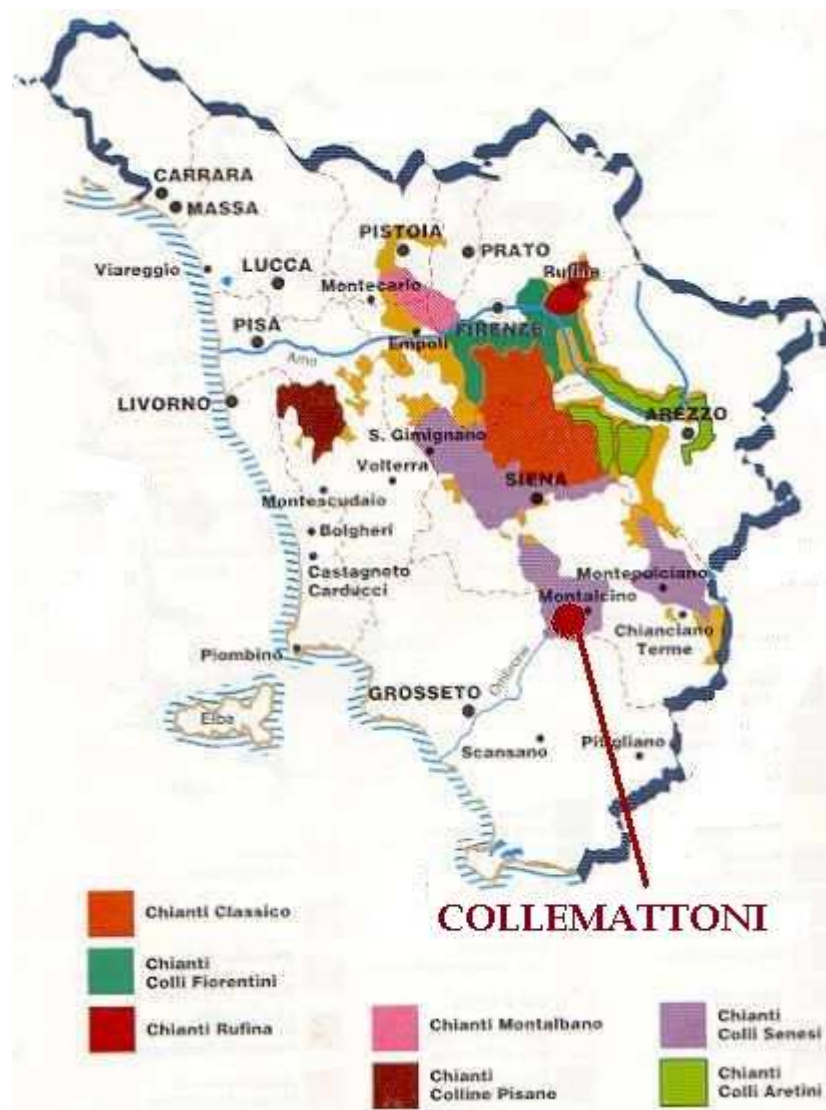 CARRARA
MASSA
PISTOIA
PRATO
Viareggio
LUCCA
Rufina
Montecarlo
PISA
FIRENZE
Empoli
Arno
LIVORNO
AREZZO
S. Gimignano
Volterra
SIENA
Montescudaio
Bolgheri
Castagneto
Carducci
Montepolciano
Montalcino
Chianciano
Terme
Piombino
Ombrone
GROSSETO
Elba
Scansano
Pitigliano
COLLEMATTONI
Chianti Classico
Chianti
Colli Fiorentini
Chianti Rufina
Chianti Montalbano
Chianti
Colline Pisane
Chianti
Colli Senesi
Chianti
Colli Aretini